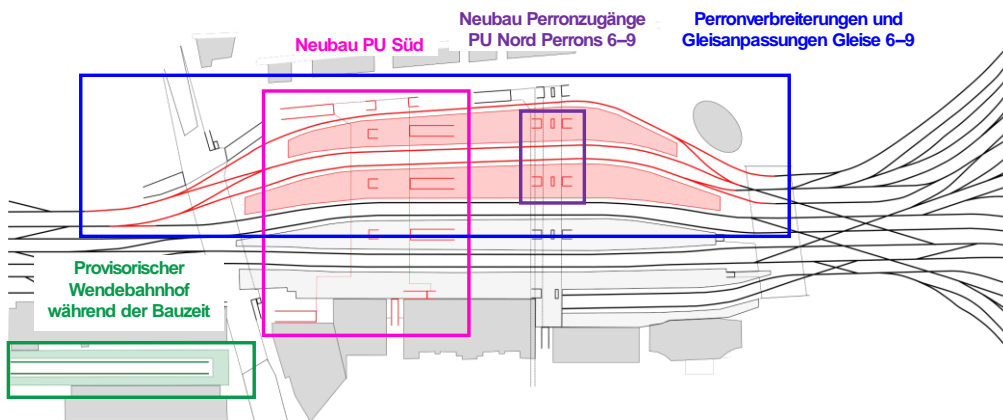 Neubau PU Süd
Neubau Perronzugänge
PU Nord Perrons 6–9
Perronverbreiterungen und
Gleisanpassungen Gleise 6–9
Provisorischer
Wendebahnhof
während der Bauzeit